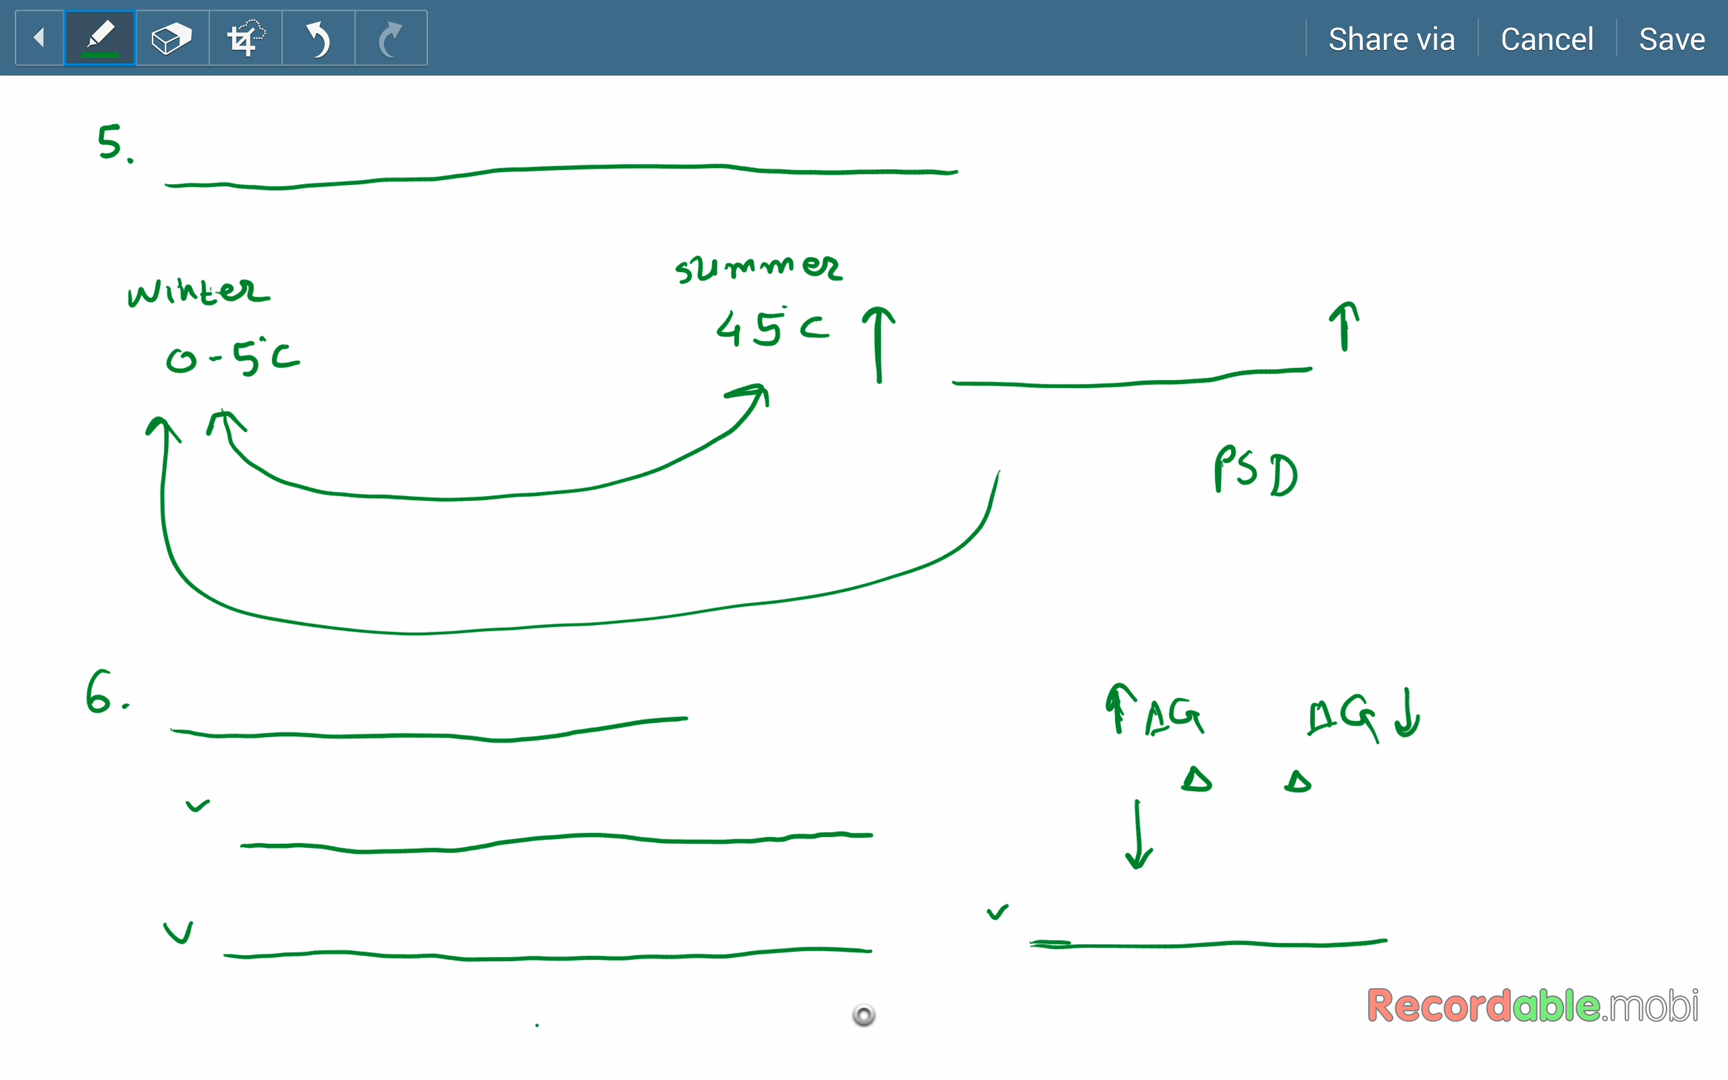 Share via Cancel Save
5.
winter
0-5°C
summer
45°C ↑
↑
PSD
6.
↑ΔG ΔG↓
Δ Δ
↓
Recordable.mobi